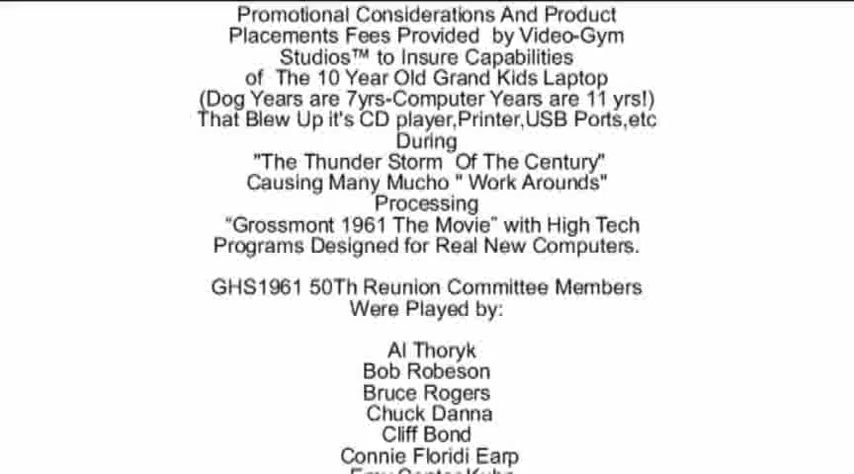 Promotional Considerations And Product
Placements Fees Provided by Video-Gym
Studios™ to Insure Capabilities
of The 10 Year Old Grand Kids Laptop
(Dog Years are 7yrs-Computer Years are 11 yrs!)
That Blew Up it's CD player,Printer,USB Ports,etc
During
"The Thunder Storm Of The Century"
Causing Many Mucho " Work Arounds"
Processing
“Grossmont 1961 The Movie” with High Tech
Programs Designed for Real New Computers.
GHS1961 50Th Reunion Committee Members
Were Played by:
Al Thoryk
Bob Robeson
Bruce Rogers
Chuck Danna
Cliff Bond
Connie Floridi Earp